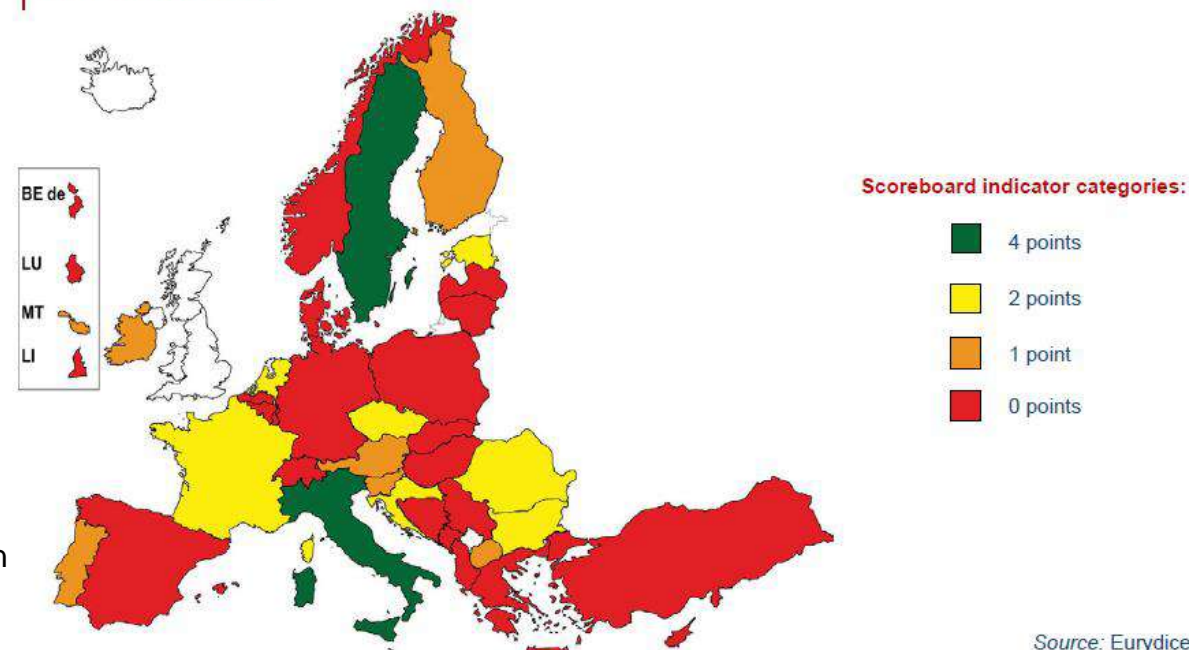 BE de
LU
MT
LI
Scoreboard indicator categories:
4 points
2 points
1 point
0 points
n
Source: Eurydice